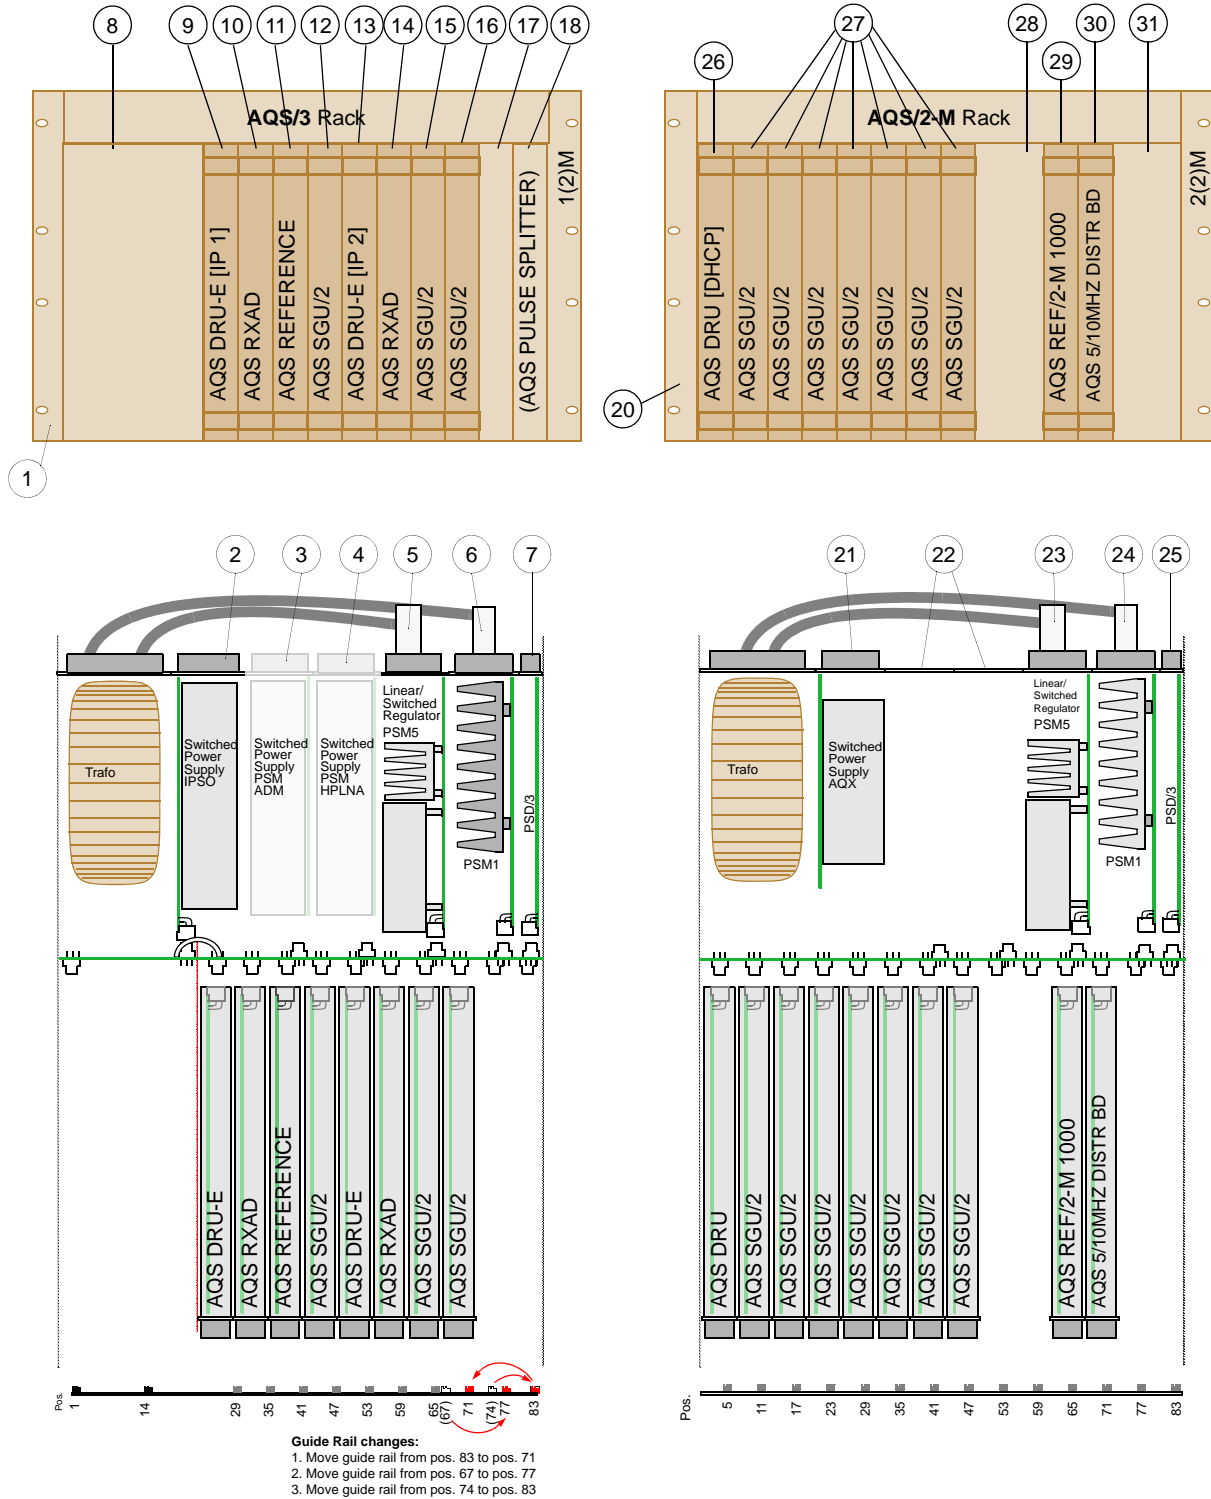 8 9 10 11 12 13 14 15 16 17 18
26 27 28 29 30 31
AQS/3 Rack
AQS/2-M Rack
AQS DRU-E [IP 1]
AQS RXAD
AQS REFERENCE
AQS SGU/2
AQS DRU-E [IP 2]
AQS RXAD
AQS SGU/2
AQS SGU/2
(AQS PULSE SPLITTER)
1(2)M
AQS DRU [DHCP]
AQS SGU/2
AQS SGU/2
AQS SGU/2
AQS SGU/2
AQS SGU/2
AQS SGU/2
AQS SGU/2
AQS REF/2-M 1000
AQS 5/10MHZ DISTR BD
2(2)M
1
20
2 3 4 5 6 7
21 22 23 24 25
Trafo
Switched
Power
Supply
IPSO
Switched
Power
Supply
PSM
ADM
Switched
Power
Supply
PSM
HPLNA
Linear/
Switched
Regulator
PSM5
PSM1
PSD/3
Trafo
Switched
Power
Supply
AQX
Linear/
Switched
Regulator
PSM5
PSM1
PSD/3
AQS DRU-E
AQS RXAD
AQS REFERENCE
AQS SGU/2
AQS DRU-E
AQS RXAD
AQS SGU/2
AQS SGU/2
AQS DRU
AQS SGU/2
AQS SGU/2
AQS SGU/2
AQS SGU/2
AQS SGU/2
AQS SGU/2
AQS SGU/2
AQS REF/2-M 1000
AQS 5/10MHZ DISTR BD
Pos. 1 14 29 35 41 47 53 59 65 (67) 71 (74) 77 83
Pos. 5 11 17 23 29 35 41 47 53 59 65 71 77 83
Guide Rail changes:
1. Move guide rail from pos. 83 to pos. 71
2. Move guide rail from pos. 67 to pos. 77
3. Move guide rail from pos. 74 to pos. 83